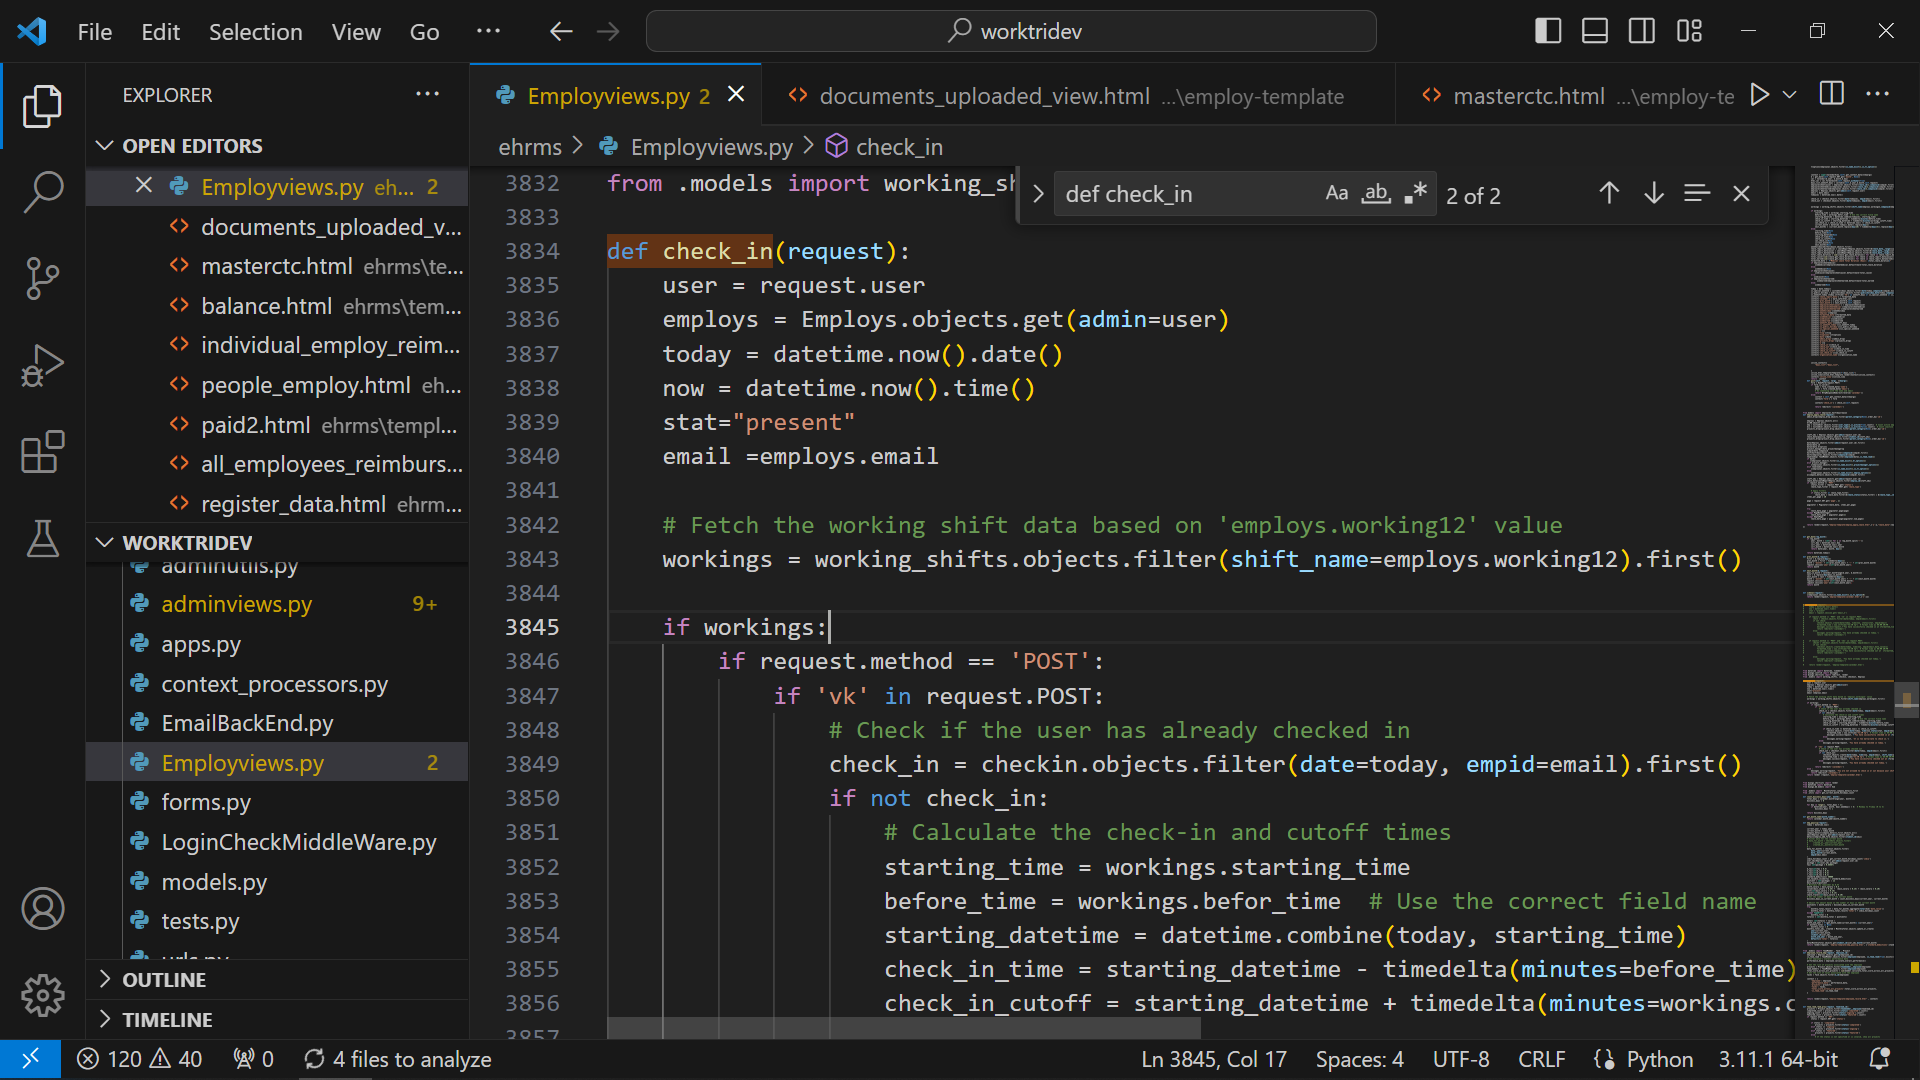 File Edit Selection View Go ··· worktridev
EXPLORER ···
OPEN EDITORS
Employviews.py eh... 2
documents_uploaded_v...
masterctc.html ehrms\te...
balance.html ehrms\tem...
individual_employ_reim...
people_employ.html eh...
paid2.html ehrms\templ...
all_employees_reimburs...
register_data.html ehrm...
WORKTRIDEV
adminutils.py
adminviews.py 9+
apps.py
context_processors.py
EmailBackEnd.py
Employviews.py 2
forms.py
LoginCheckMiddleWare.py
models.py
tests.py
urls.py
OUTLINE
TIMELINE
Employviews.py 2 documents_uploaded_view.html ...\employ-template masterctc.html ...\employ-te
ehrms > Employviews.py > check_in
def check_in Aa ab 2 of 2
3832 from .models import working_sh
3833
3834 def check_in(request):
3835 user = request.user
3836 employs = Employs.objects.get(admin=user)
3837 today = datetime.now().date()
3838 now = datetime.now().time()
3839 stat="present"
3840 email =employs.email
3841
3842 # Fetch the working shift data based on 'employs.working12' value
3843 workings = working_shifts.objects.filter(shift_name=employs.working12).first()
3844
3845 if workings:
3846 if request.method == 'POST':
3847 if 'vk' in request.POST:
3848 # Check if the user has already checked in
3849 check_in = checkin.objects.filter(date=today, empid=email).first()
3850 if not check_in:
3851 # Calculate the check-in and cutoff times
3852 starting_time = workings.starting_time
3853 before_time = workings.befor_time # Use the correct field name
3854 starting_datetime = datetime.combine(today, starting_time)
3855 check_in_time = starting_datetime - timedelta(minutes=before_time)
3856 check_in_cutoff = starting_datetime + timedelta(minutes=workings.c
3857
120 40 0 4 files to analyze Ln 3845, Col 17 Spaces: 4 UTF-8 CRLF Python 3.11.1 64-bit